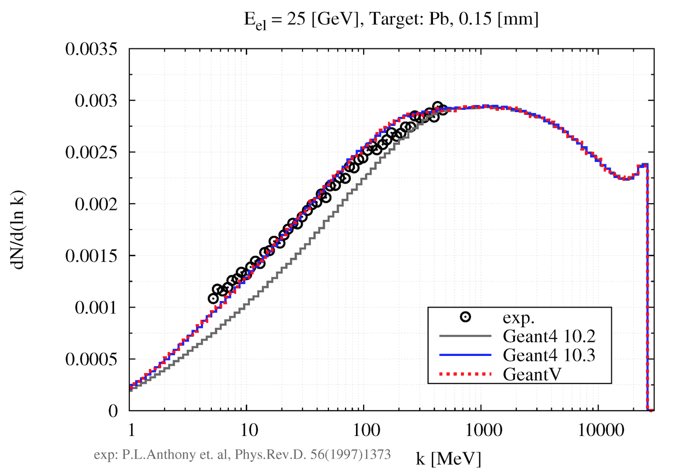 E_el = 25 [GeV], Target: Pb, 0.15 [mm]
0.0035
0.003
0.0025
0.002
0.0015
0.001
0.0005
0
dN/d(ln k)
exp.
Geant4 10.2
Geant4 10.3
GeantV
1 10 100 1000 10000
k [MeV]
exp: P.L.Anthony et. al, Phys.Rev.D. 56(1997)1373